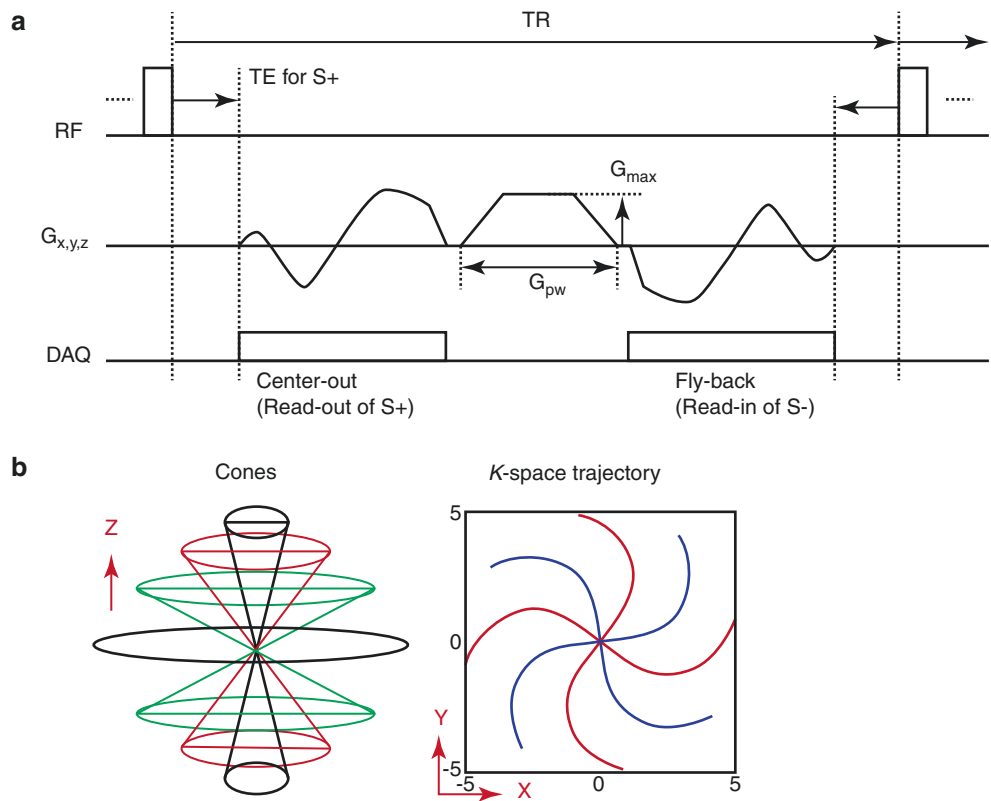 a
TR
TE for S+
RF
Gmax
Gx,y,z
Gpw
DAQ
Center-out
(Read-out of S+)
Fly-back
(Read-in of S-)
b
Cones
K-space trajectory
Z
5
0
Y
-5
-5
X
0
5